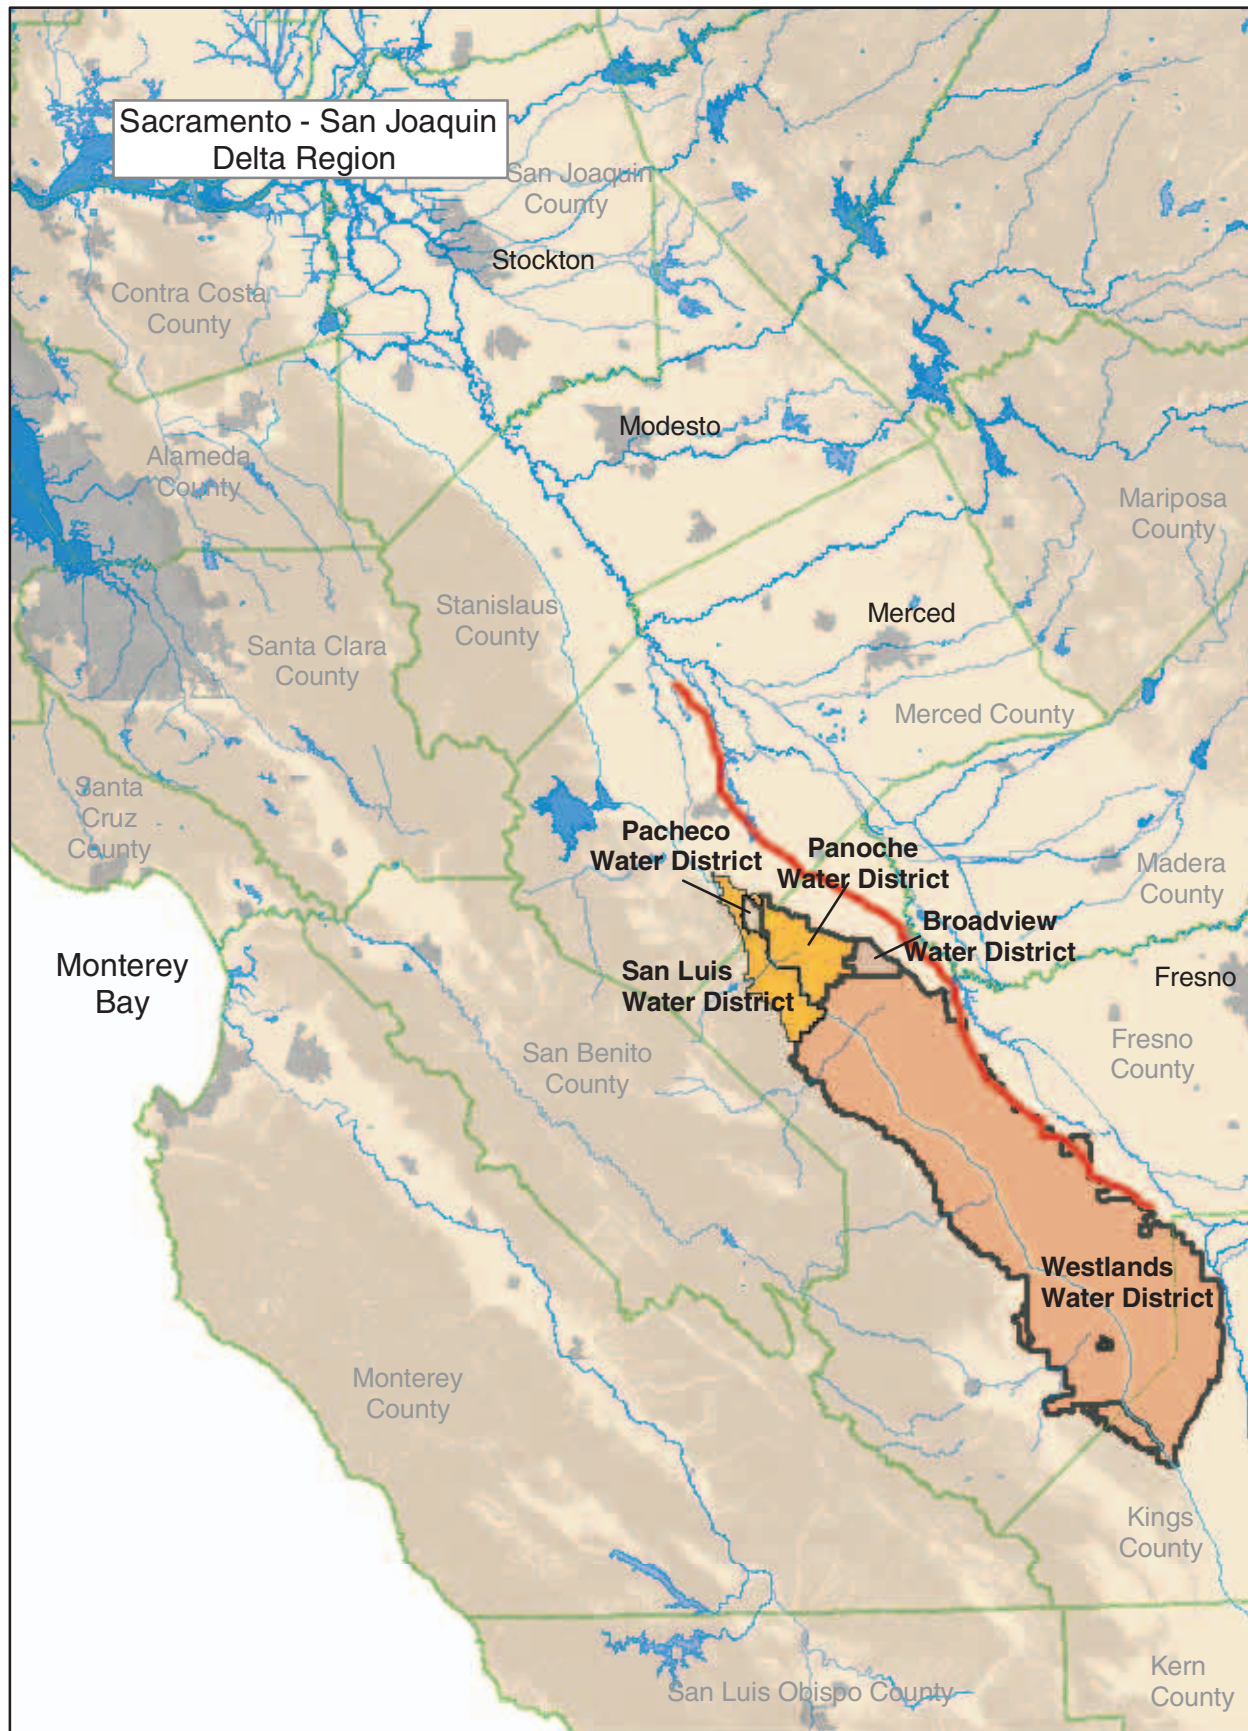 Sacramento - San Joaquin
Delta Region
San Joaquin
County
Stockton
Contra Costa
County
Modesto
Alameda
County
Mariposa
County
Stanislaus
County
Merced
Santa Clara
County
Merced County
Santa
Cruz
County
Pacheco
Water District
Panoche
Water District
Madera
County
Broadview
Water District
Monterey
Bay
San Luis
Water District
Fresno
San Benito
County
Fresno
County
Westlands
Water District
Monterey
County
Kings
County
San Luis Obispo County
Kern
County